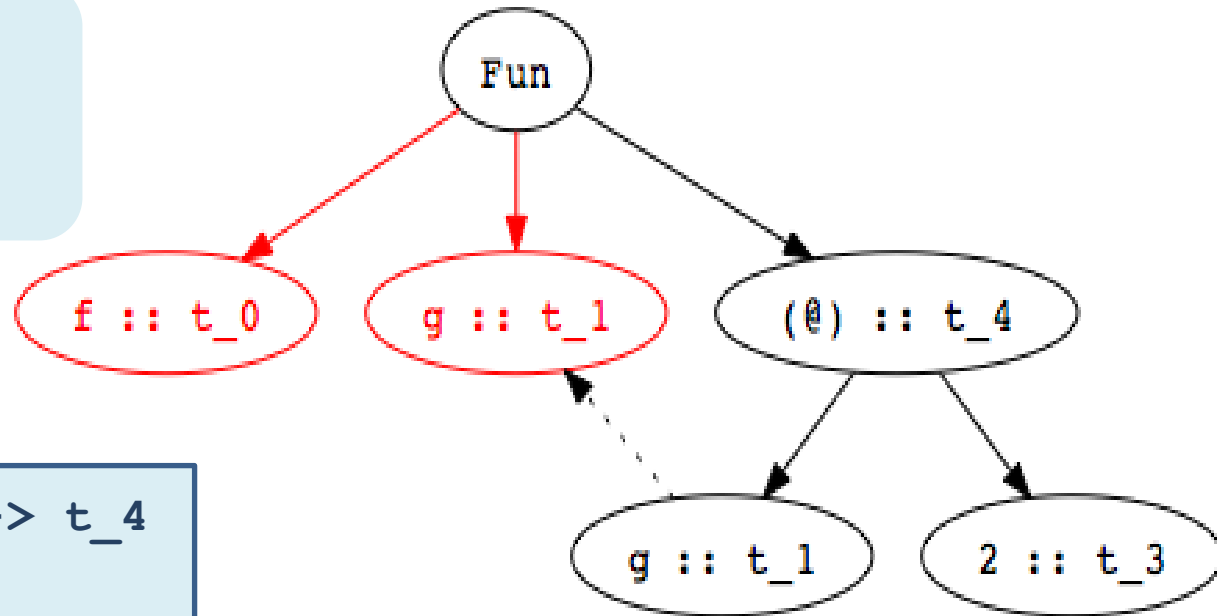 Fun
f :: t_0
g :: t_1
(@) :: t_4
> t_4
g :: t_1
2 :: t_3